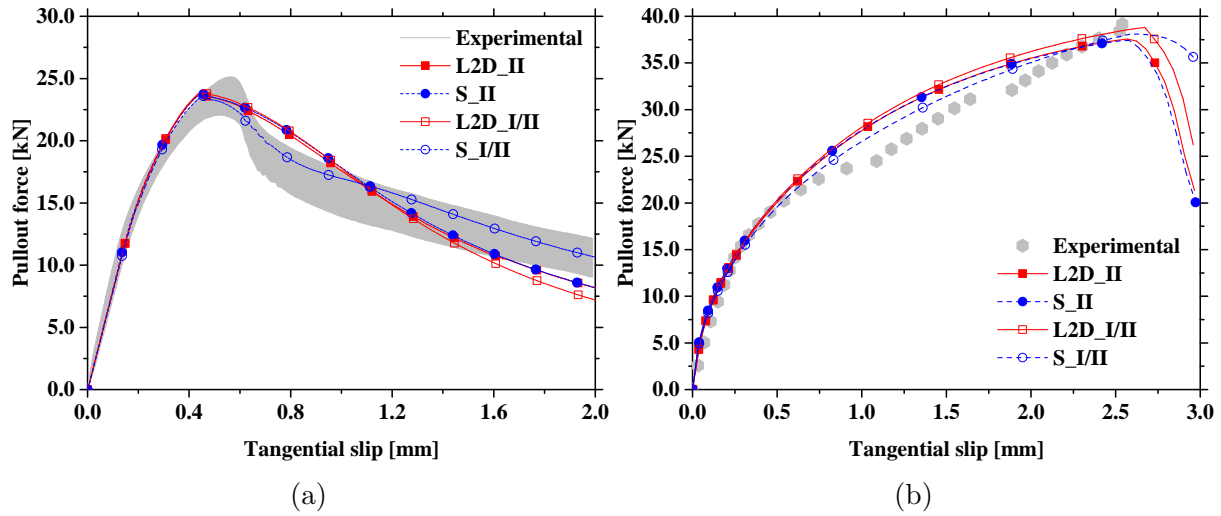 30.0
25.0
20.0
15.0
10.0
5.0
0.0
Pullout force [kN]
Experimental
L2D_II
S_II
L2D_I/II
S_I/II
0.0 0.4 0.8 1.2 1.6 2.0
Tangential slip [mm]
(a)
40.0
35.0
30.0
25.0
20.0
15.0
10.0
5.0
0.0
Pullout force [kN]
Experimental
L2D_II
S_II
L2D_I/II
S_I/II
0.0 0.5 1.0 1.5 2.0 2.5 3.0
Tangential slip [mm]
(b)